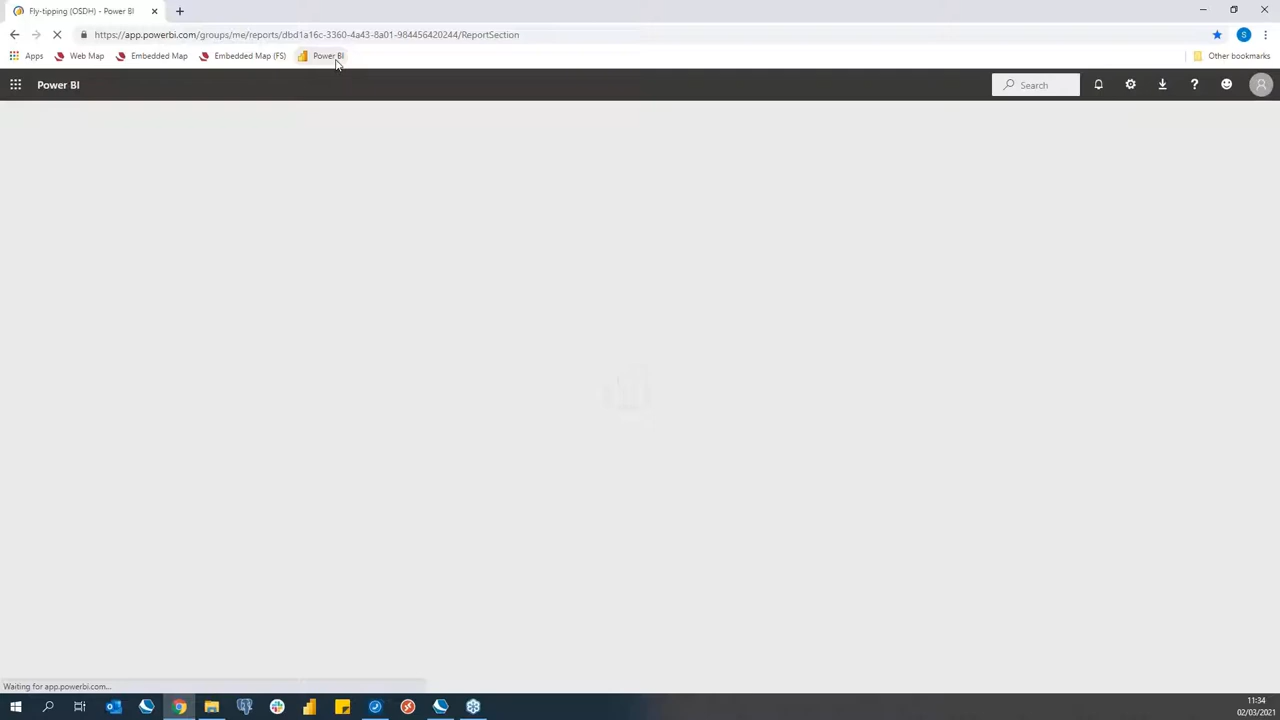 Fly-tipping (OSDH) - Power BI
https://app.powerbi.com/groups/me/reports/dbd1a16c-3360-4a43-8a01-984456420244/ReportSection
S
Apps Web Map Embedded Map Embedded Map (FS) Power BI Other bookmarks
Power BI Search
Waiting for app.powerbi.com...
11:34
02/03/2021